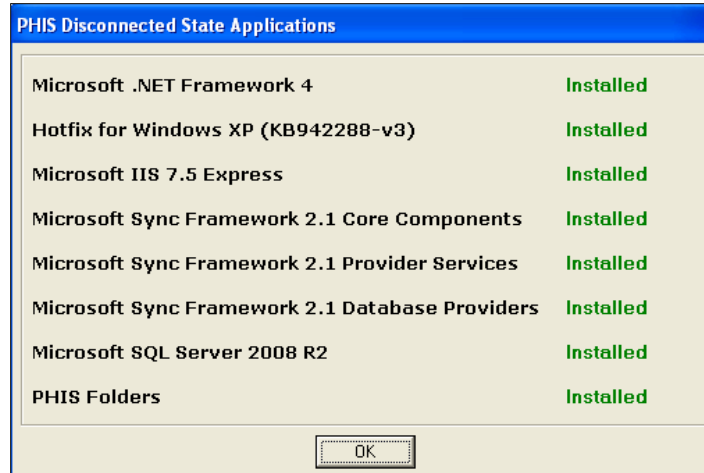 PHIS Disconnected State Applications
Microsoft .NET Framework 4 Installed
Hotfix for Windows XP (KB942288-v3) Installed
Microsoft IIS 7.5 Express Installed
Microsoft Sync Framework 2.1 Core Components Installed
Microsoft Sync Framework 2.1 Provider Services Installed
Microsoft Sync Framework 2.1 Database Providers Installed
Microsoft SQL Server 2008 R2 Installed
PHIS Folders Installed
OK